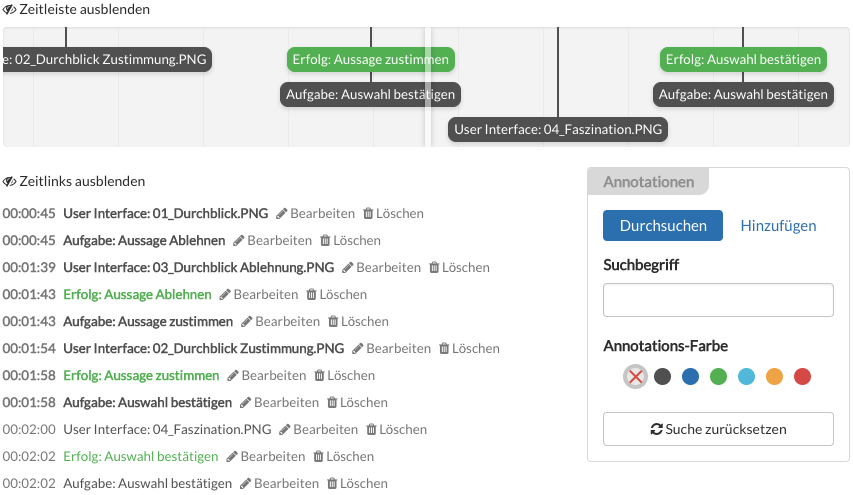 Zeitleiste ausblenden
e: 02_Durchblick Zustimmung.PNG
Erfolg: Aussage zustimmen
Erfolg: Auswahl bestätigen
Aufgabe: Auswahl bestätigen
Aufgabe: Auswahl bestätigen
User Interface: 04_Faszination.PNG
Zeitlinks ausblenden
00:00:45 User Interface: 01_Durchblick.PNG Bearbeiten Löschen
00:00:45 Aufgabe: Aussage Ablehnen Bearbeiten Löschen
00:01:39 User Interface: 03_Durchblick Ablehnung.PNG Bearbeiten Löschen
00:01:43 Erfolg: Aussage Ablehnen Bearbeiten Löschen
00:01:43 Aufgabe: Aussage zustimmen Bearbeiten Löschen
00:01:54 User Interface: 02_Durchblick Zustimmung.PNG Bearbeiten Löschen
00:01:58 Erfolg: Aussage zustimmen Bearbeiten Löschen
00:01:58 Aufgabe: Auswahl bestätigen Bearbeiten Löschen
00:02:00 User Interface: 04_Faszination.PNG Bearbeiten Löschen
00:02:02 Erfolg: Auswahl bestätigen Bearbeiten Löschen
00:02:02 Aufgabe: Auswahl bestätigen Bearbeiten Löschen
Annotationen
Durchsuchen Hinzufügen
Suchbegriff
Annotations-Farbe
Suche zurücksetzen